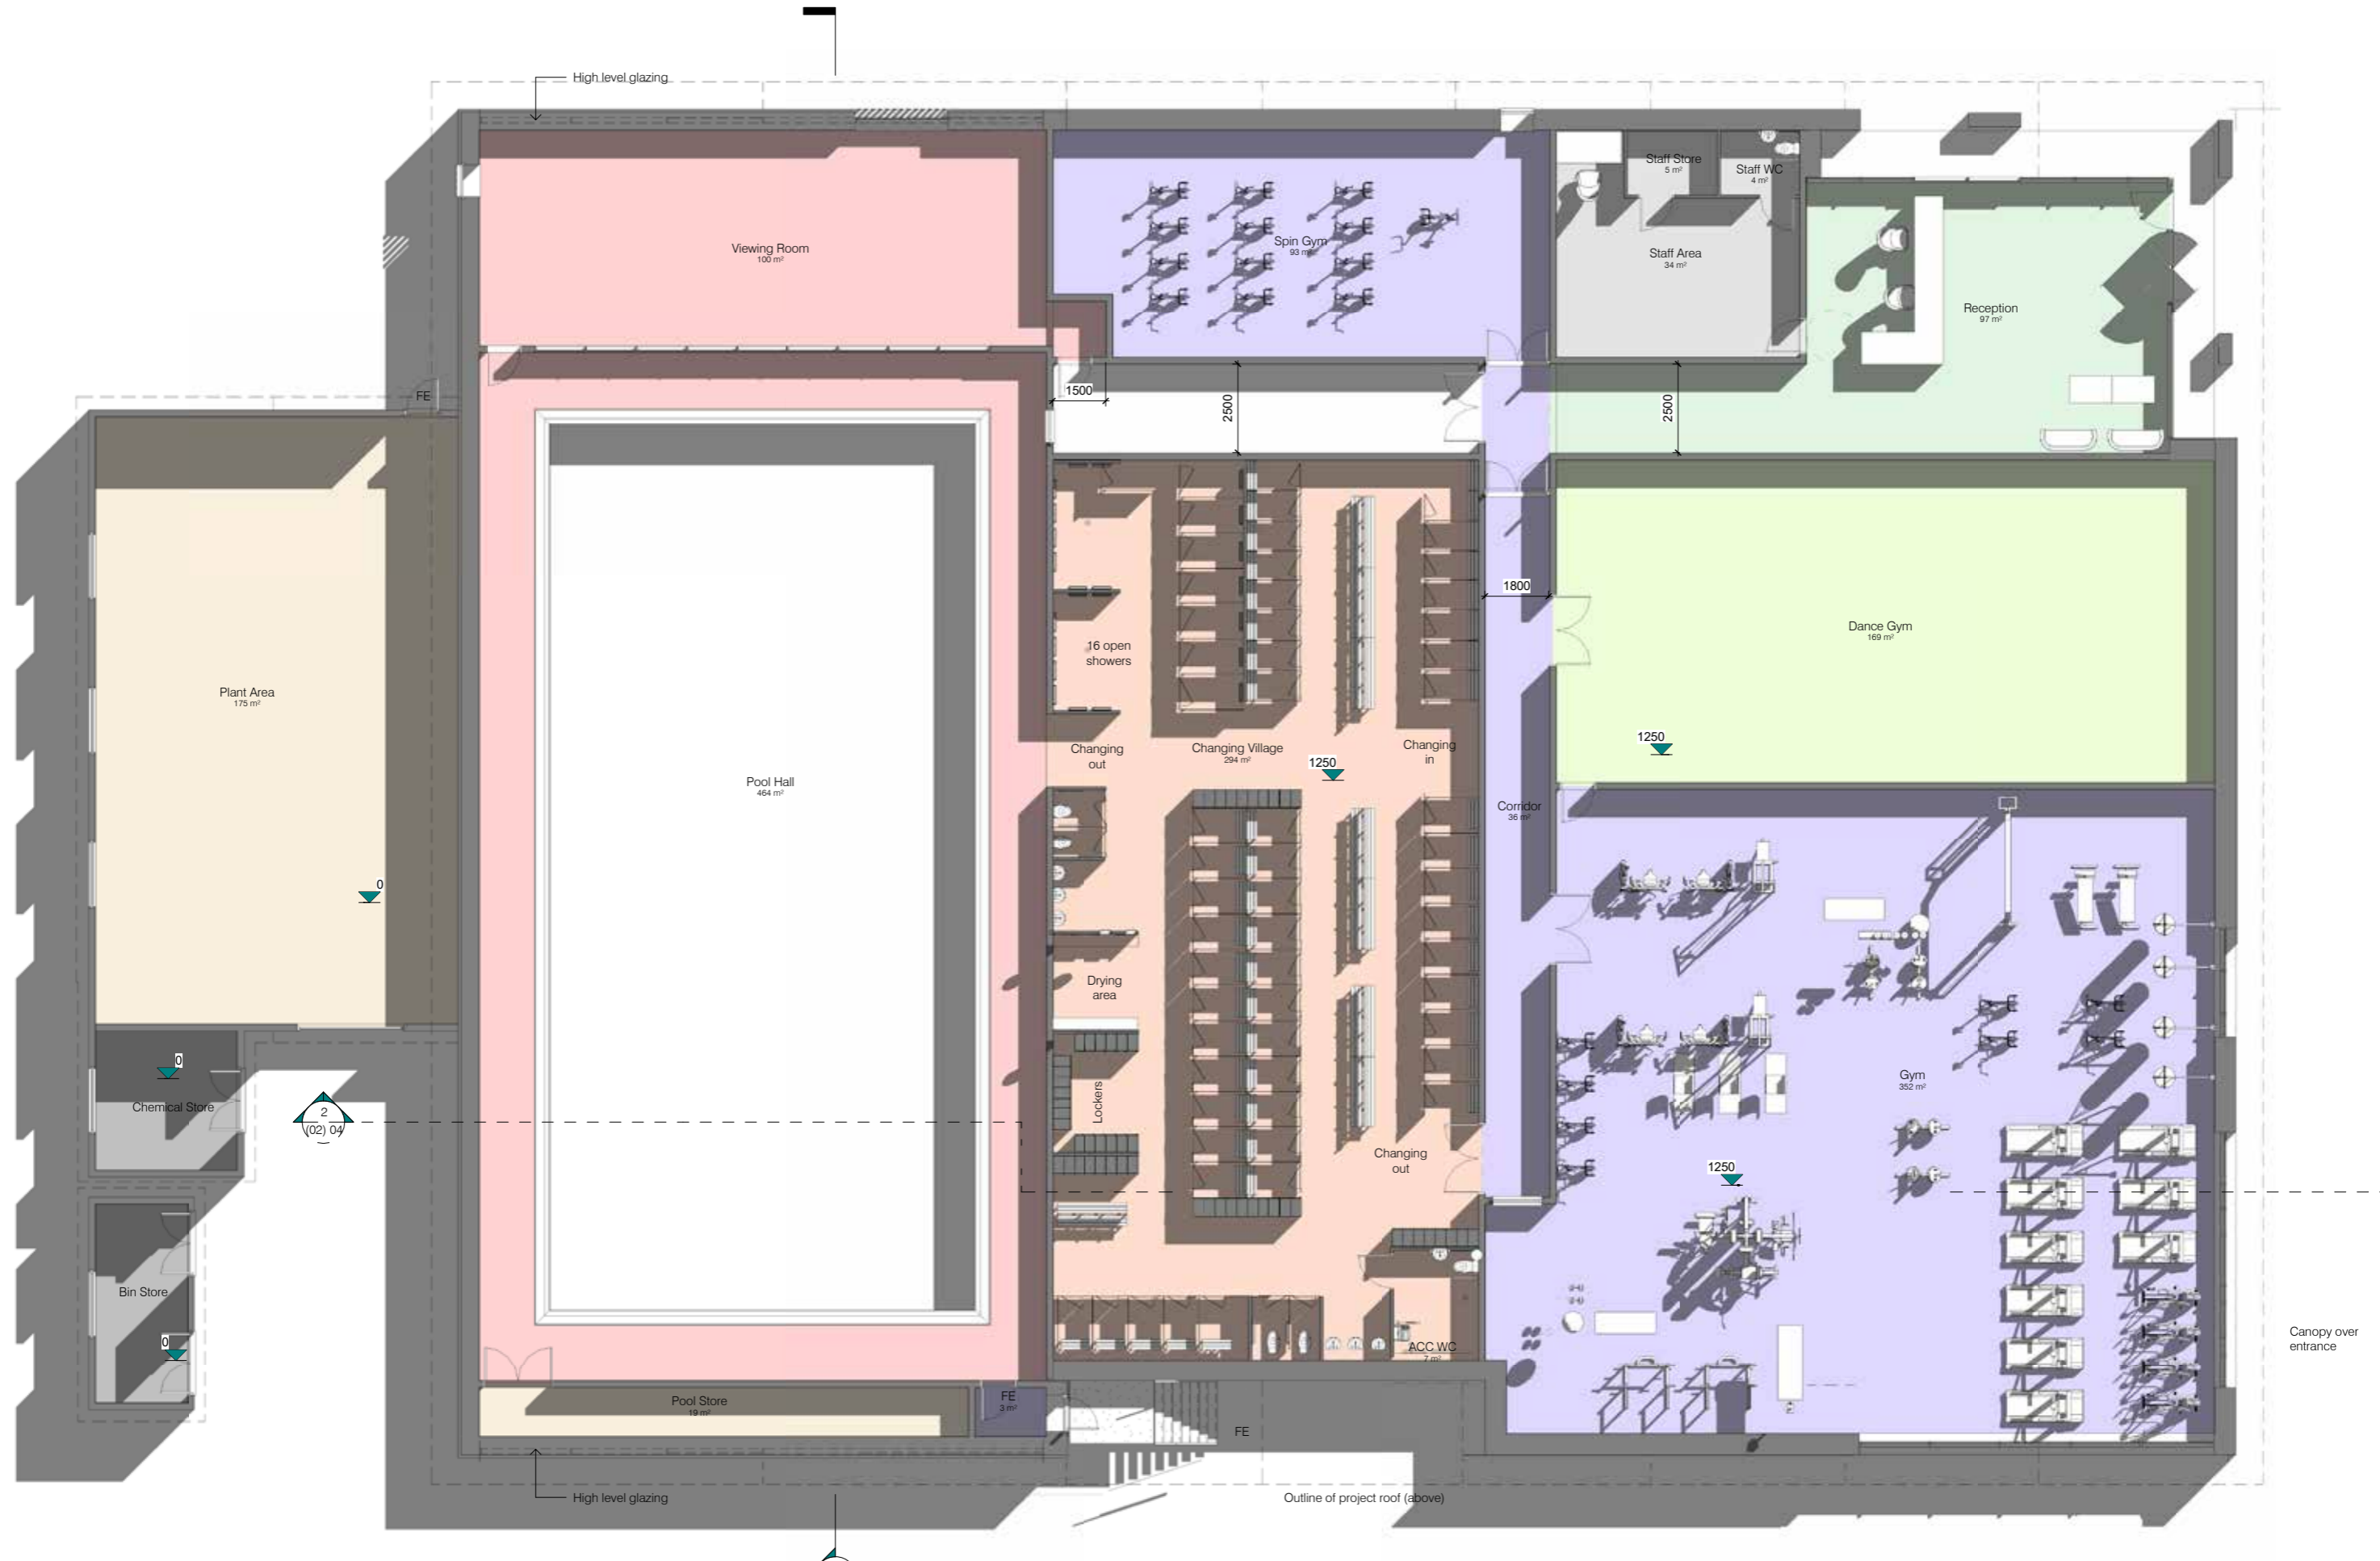 High level glazing
Staff Store
5 m²
Staff WC
4 m²
Viewing Room
100 m²
Spin Gym
93 m²
Staff Area
34 m²
Reception
97 m²
FE
1500
2500
2500
1800
16 open
showers
Dance Gym
169 m²
Plant Area
175 m²
1250
Changing
out
Changing Village
294 m²
1250
Changing
in
Pool Hall
464 m²
Corridor
36 m²
0
Drying
area
0
Gym
352 m²
Chemical Store
Lockers
2
(02) 04
Changing
out
1250
Bin Store
0
ACC WC
7 m²
Canopy over
entrance
Pool Store
19 m²
FE
3 m²
FE
High level glazing
Outline of project roof (above)